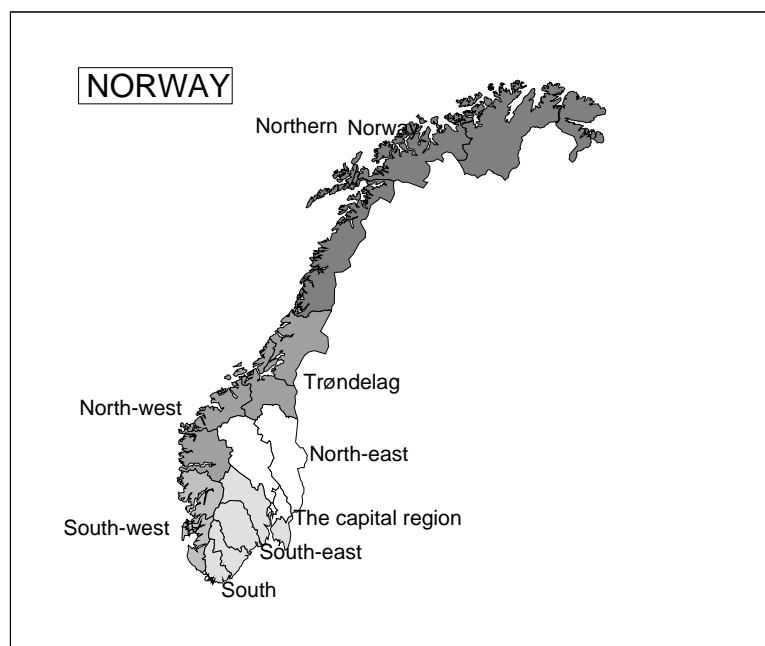 NORWAY
Northern Norway
Trøndelag
North-west
North-east
The capital region
South-west
South-east
South